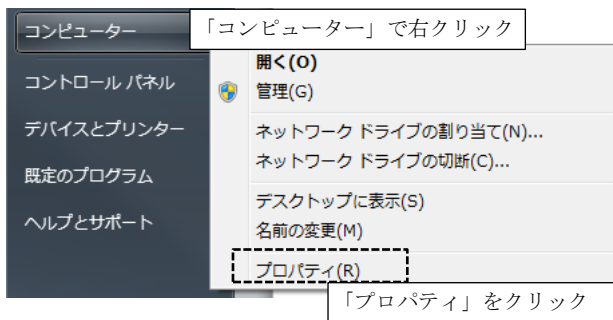 コンピューター
「コンピューター」で右クリック
コントロール パネル
デバイスとプリンター
既定のプログラム
ヘルプとサポート
開く(O)
管理(G)
ネットワーク ドライブの割り当て(N)...
ネットワーク ドライブの切断(C)...
デスクトップに表示(S)
名前の変更(M)
プロパティ(R)
「プロパティ」をクリック